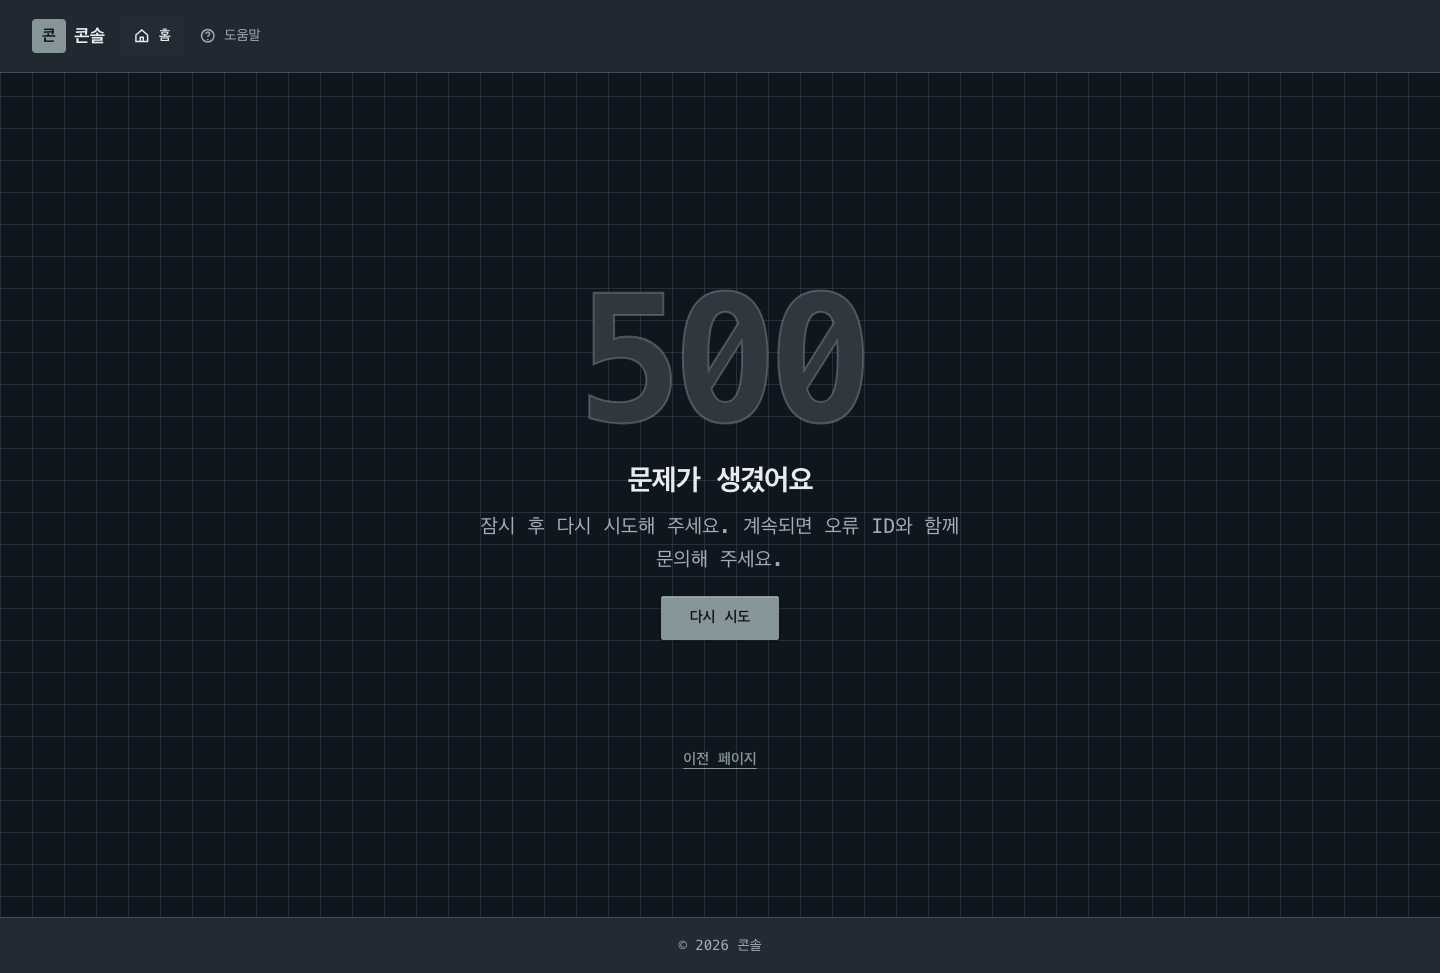 콘 콘솔 홈 도움말
500
문제가 생겼어요
잠시 후 다시 시도해 주세요. 계속되면 오류 ID와 함께
문의해 주세요.
다시 시도
이전 페이지
© 2026 콘솔